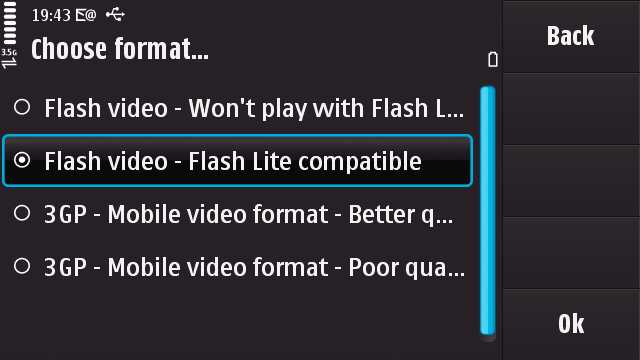 19:43
3.5G
Choose format...
Flash video - Won't play with Flash L...
Flash video - Flash Lite compatible
3GP - Mobile video format - Better q...
3GP - Mobile video format - Poor qua...
Back
Ok